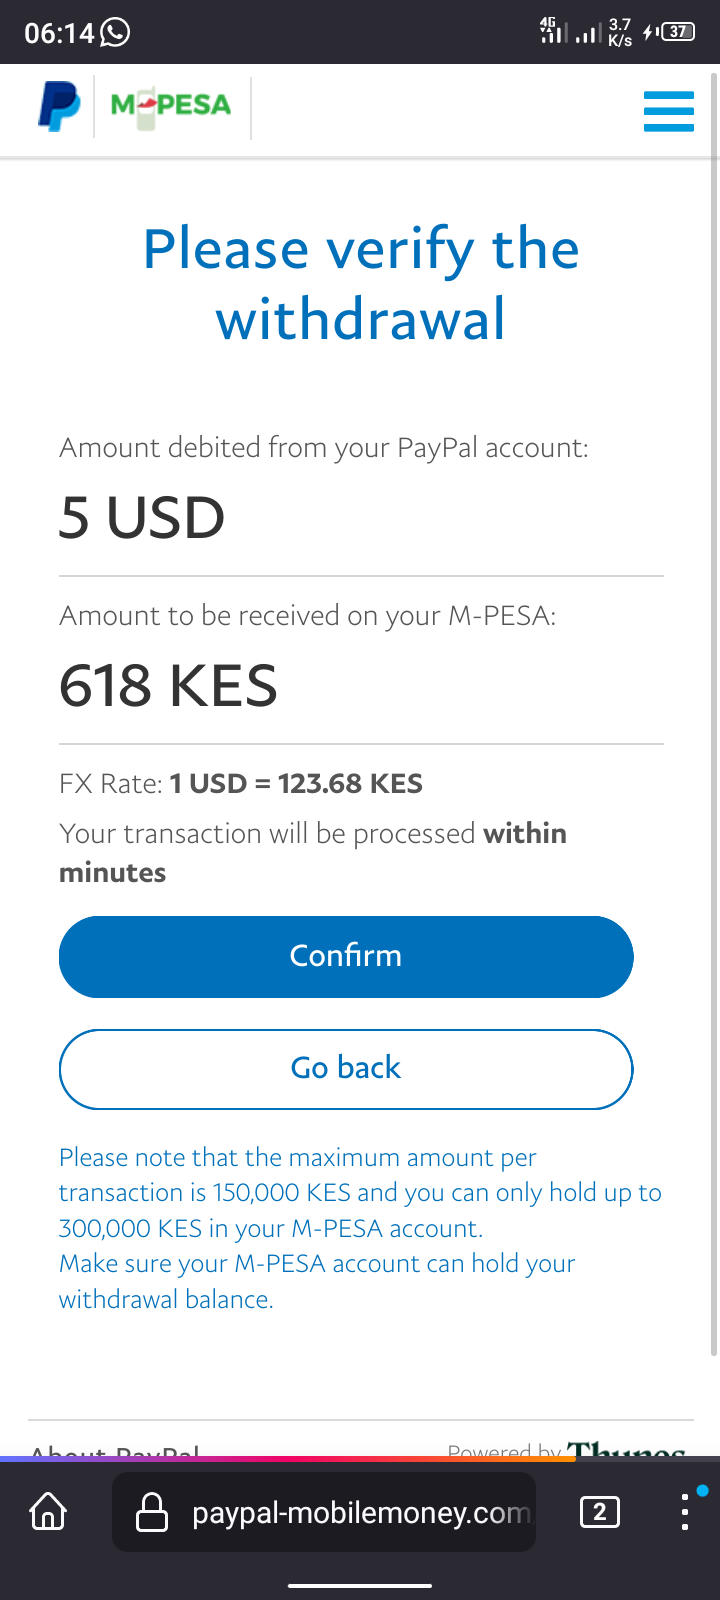 06:14
4G
3.7
K/s
37
M-PESA
Please verify the
withdrawal
Amount debited from your PayPal account:
5 USD
Amount to be received on your M-PESA:
618 KES
FX Rate: 1 USD = 123.68 KES
Your transaction will be processed within
minutes
Confirm
Go back
Please note that the maximum amount per
transaction is 150,000 KES and you can only hold up to
300,000 KES in your M-PESA account.
Make sure your M-PESA account can hold your
withdrawal balance.
About PayPal
Powered by Thunes
paypal-mobilemoney.com
2